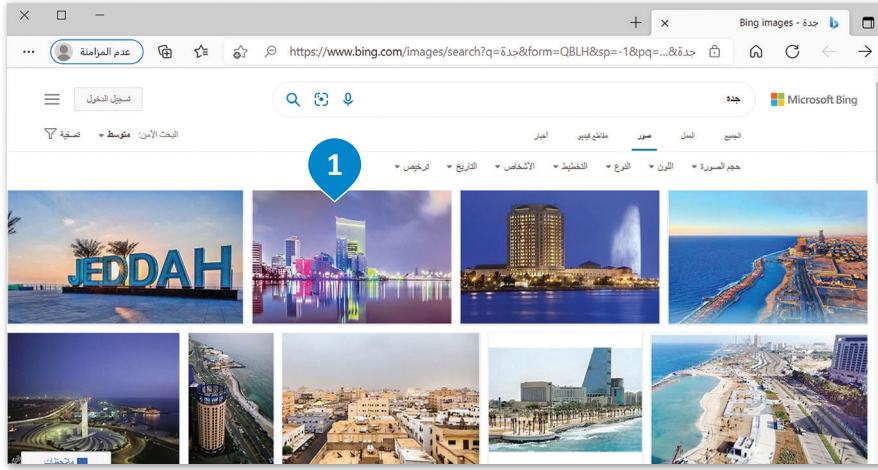 جدة - Bing images
https://www.bing.com/images/search?q=جدة&form=QBLH&sp=-1&pq=...جدة&
عدم المزامنة
Microsoft Bing
جدة
تسجيل الدخول
الجميع العمل صور مقاطع فيديو أخبار
البحث الآمن: متوسط تصفية
حجم الصورة اللون النوع التخطيط الأشخاص التاريخ ترخيص
1
JEDDAH
ملاحظات